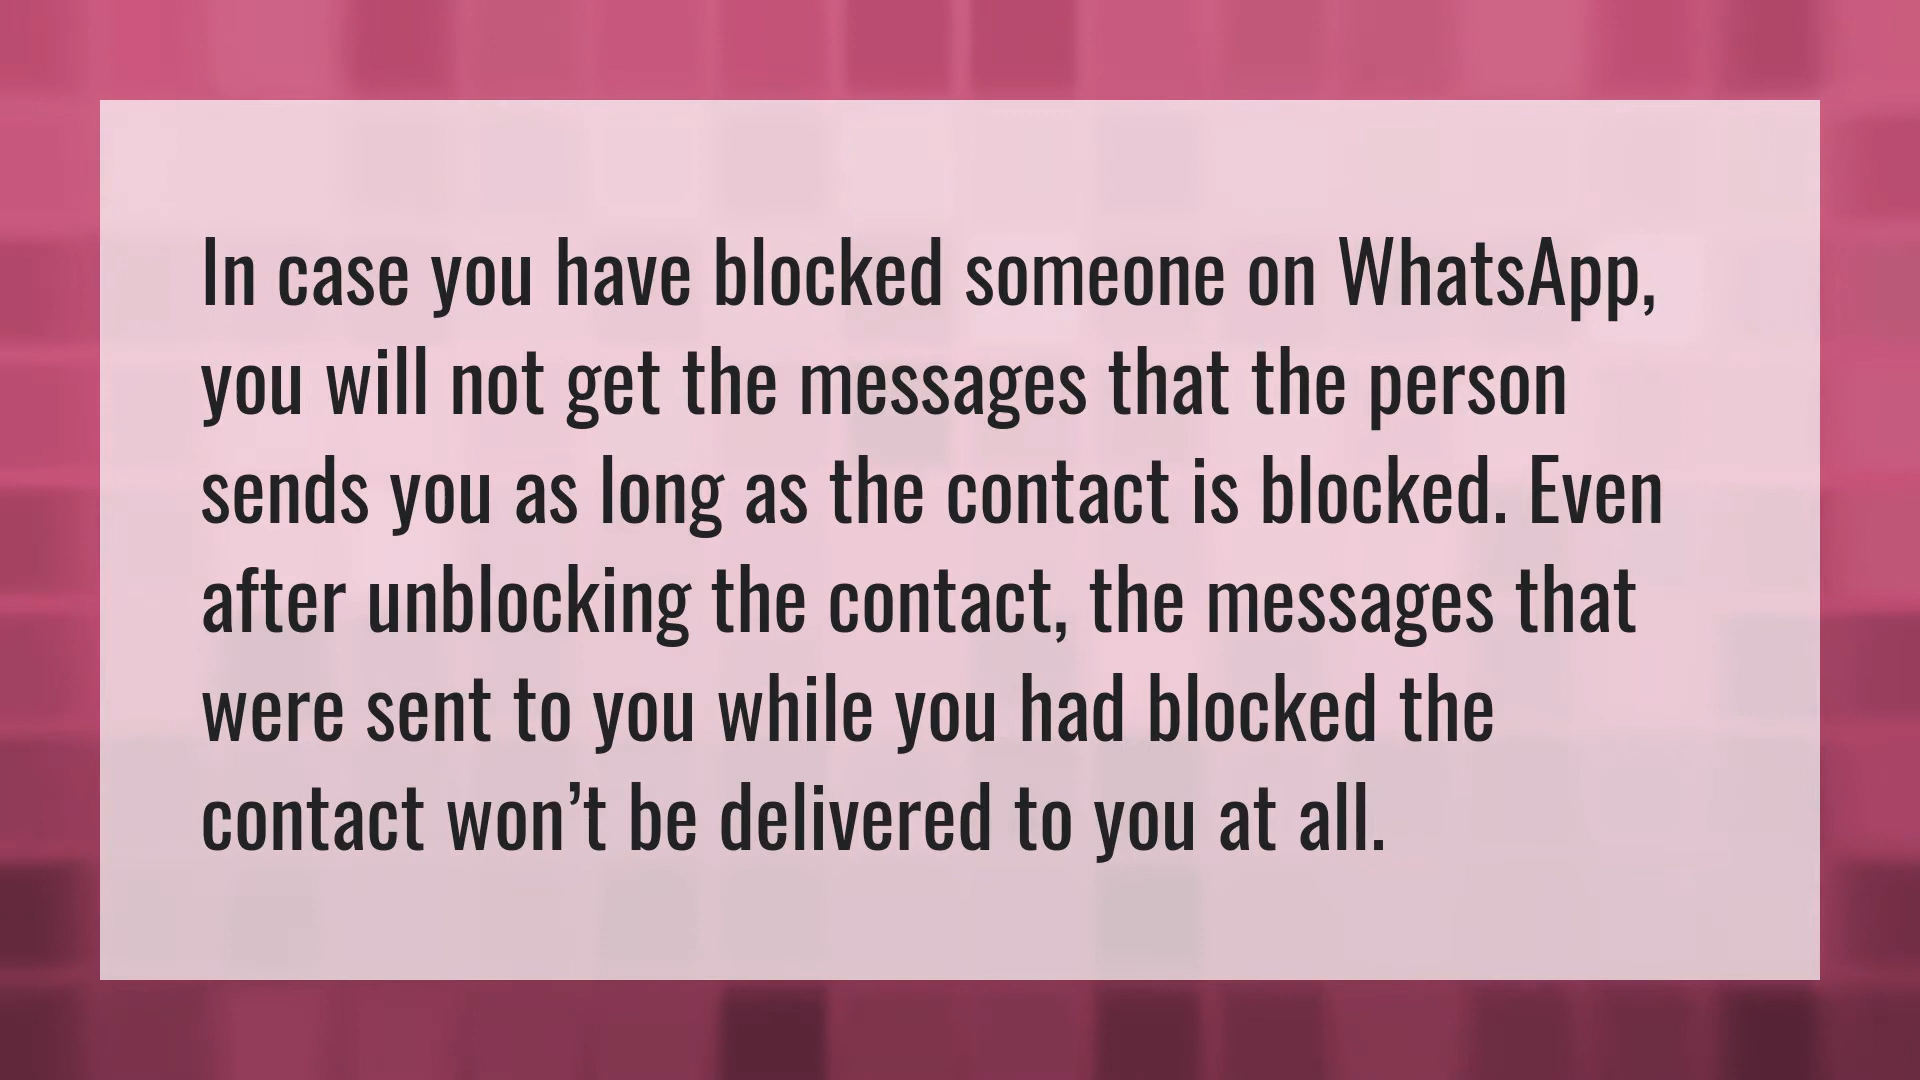 In case you have blocked someone on WhatsApp,
you will not get the messages that the person
sends you as long as the contact is blocked. Even
after unblocking the contact, the messages that
were sent to you while you had blocked the
contact won’t be delivered to you at all.